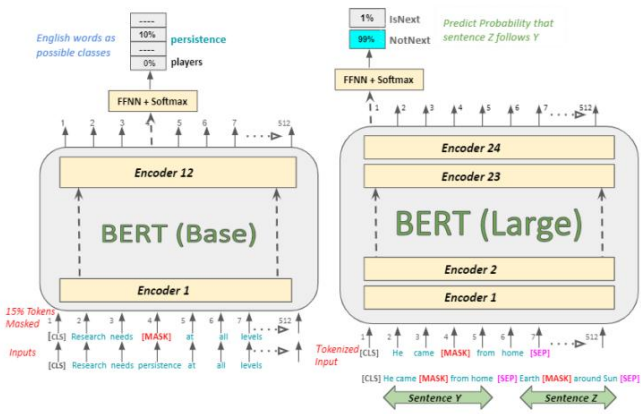 English words as
possible classes
----
10% persistence
----
0% players
FFNN + Softmax
1 2 3 4 5 6 7 512
Encoder 12
BERT (Base)
Encoder 1
15% Tokens
Masked
1 2 3 4 5 6 7 512
[CLS] Research needs [MASK] at all levels
Inputs
[CLS] Research needs persistence at all levels
1% IsNext
99% NotNext
Predict Probability that
sentence Z follows Y
FFNN + Softmax
1 2 3 4 5 6 7 512
Encoder 24
Encoder 23
BERT (Large)
Encoder 2
Encoder 1
1 2 3 4 5 6 7 512
Tokenized
Input
[CLS] He came [MASK] from home [SEP]
[CLS] He came [MASK] from home [SEP] Earth [MASK] around Sun [SEP]
Sentence Y Sentence Z